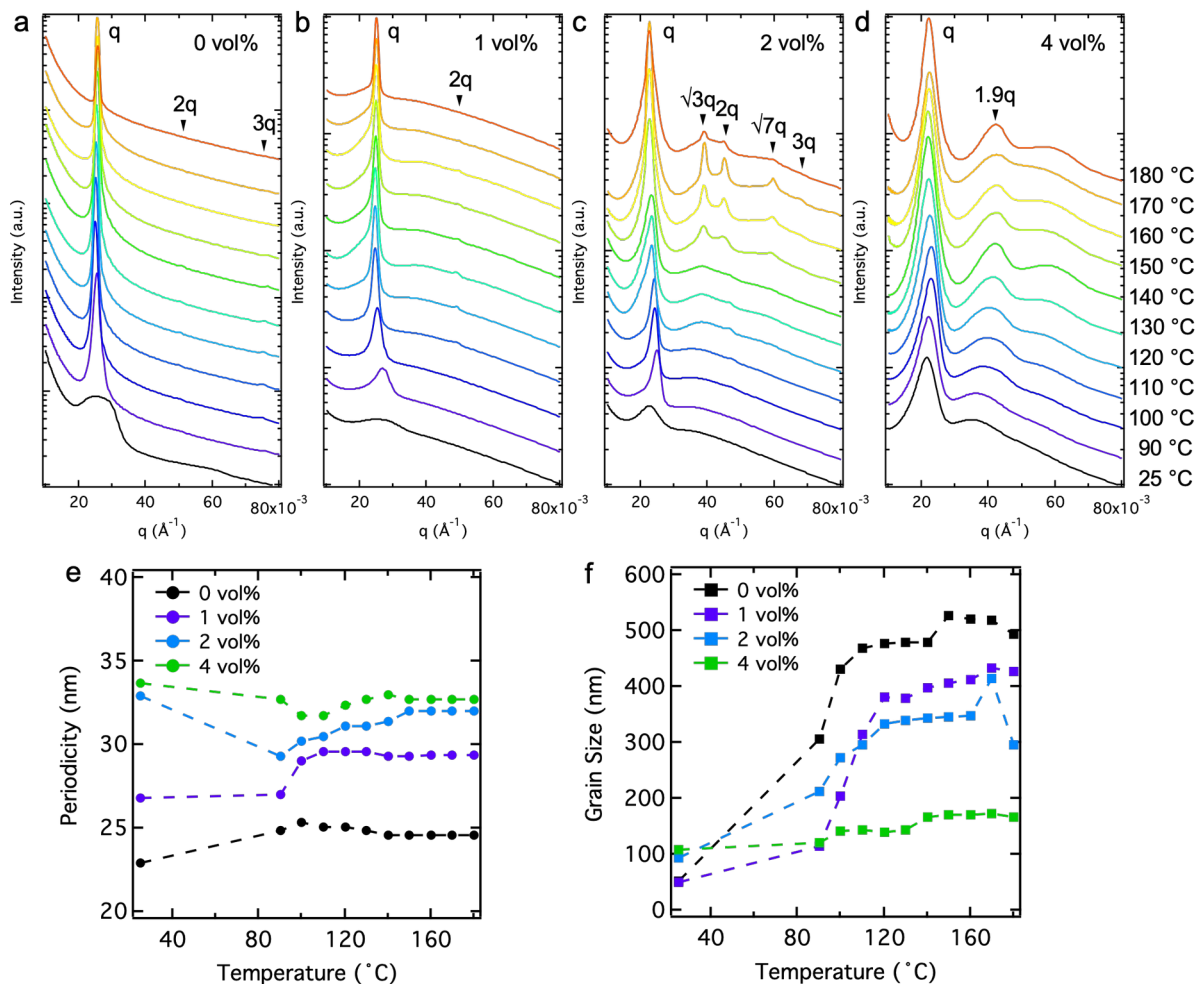 a
0 vol%
q
2q
3q
Intensity (a.u.)
40
60
80x10⁻³
q (Å⁻¹)
b
1 vol%
q
2q
Intensity (a.u.)
20
40
60
80x10⁻³
q (Å⁻¹)
c
2 vol%
q
√3q
2q
√7q
3q
Intensity (a.u.)
20
40
60
80x10⁻³
q (Å⁻¹)
d
4 vol%
q
1.9q
Intensity (a.u.)
20
40
60
80x10⁻³
q (Å⁻¹)
180 °C
170 °C
160 °C
150 °C
140 °C
130 °C
120 °C
110 °C
100 °C
90 °C
25 °C
e
40
35
30
25
20
Periodicity (nm)
0 vol%
1 vol%
2 vol%
4 vol%
40
80
120
160
Temperature (˚C)
f
600
500
400
300
200
100
0
Grain Size (nm)
0 vol%
1 vol%
2 vol%
4 vol%
40
80
120
160
Temperature (˚C)